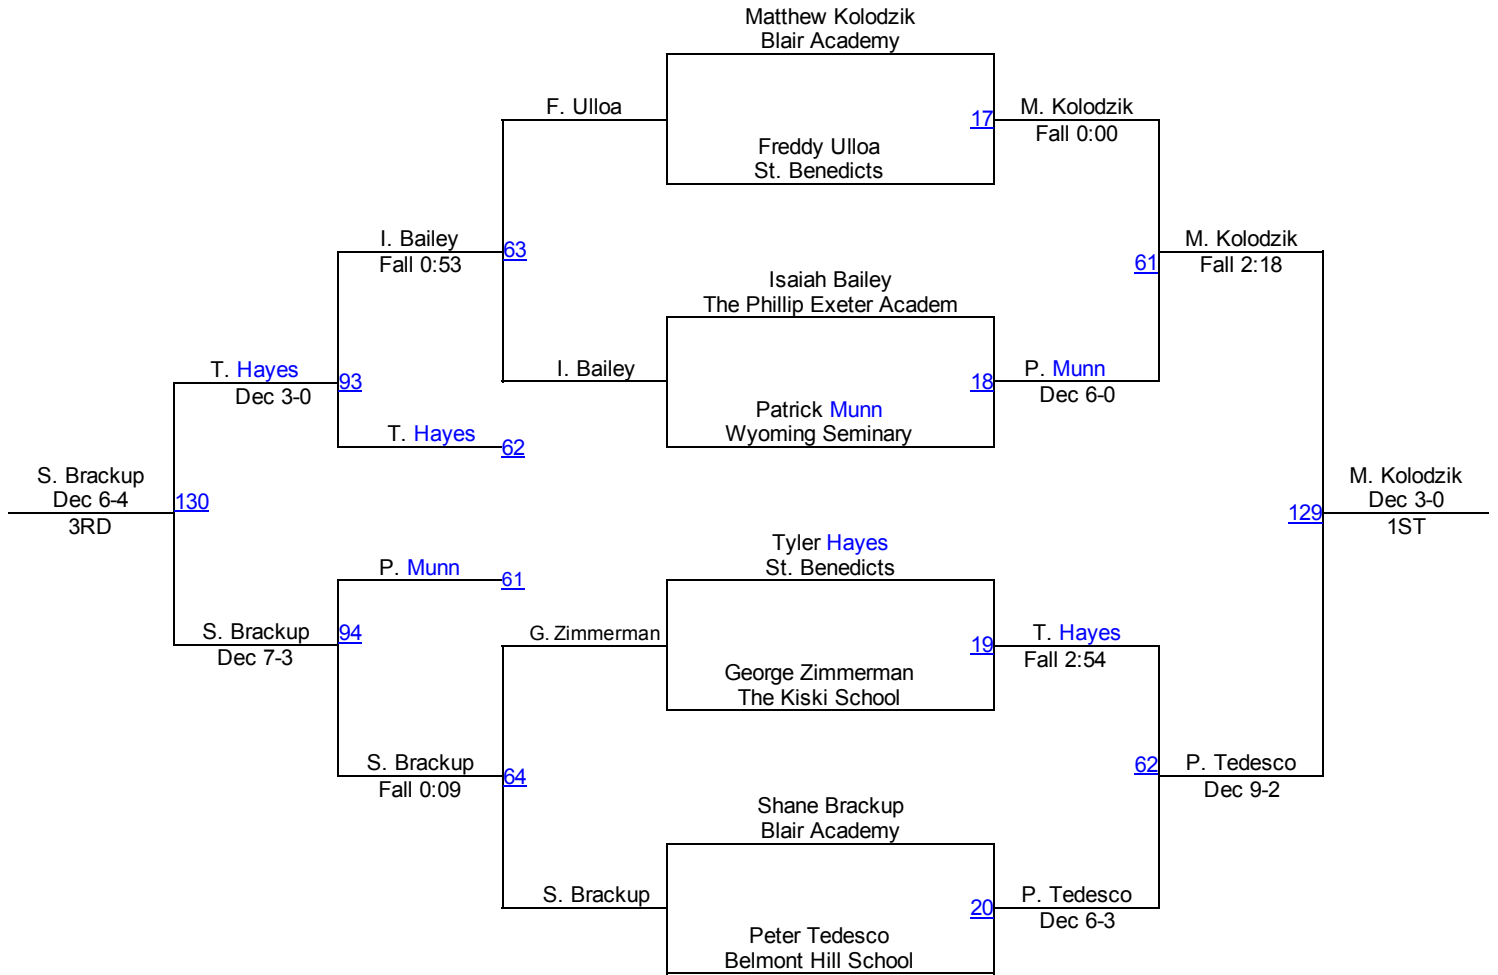 Matthew Kolodzik
Blair Academy
F. Ulloa
17
M. Kolodzik
Fall 0:00
Freddy Ulloa
St. Benedicts
I. Bailey
Fall 0:53
63
M. Kolodzik
Fall 2:18
61
Isaiah Bailey
The Phillip Exeter Academ
T. Hayes
Dec 3-0
93
I. Bailey
18
P. Munn
Dec 6-0
Patrick Munn
Wyoming Seminary
T. Hayes
62
S. Brackup
Dec 6-4
3RD
130
M. Kolodzik
Dec 3-0
1ST
129
Tyler Hayes
St. Benedicts
P. Munn
61
S. Brackup
Dec 7-3
94
G. Zimmerman
19
T. Hayes
Fall 2:54
George Zimmerman
The Kiski School
S. Brackup
Fall 0:09
64
62
P. Tedesco
Dec 9-2
Shane Brackup
Blair Academy
S. Brackup
20
P. Tedesco
Dec 6-3
Peter Tedesco
Belmont Hill School